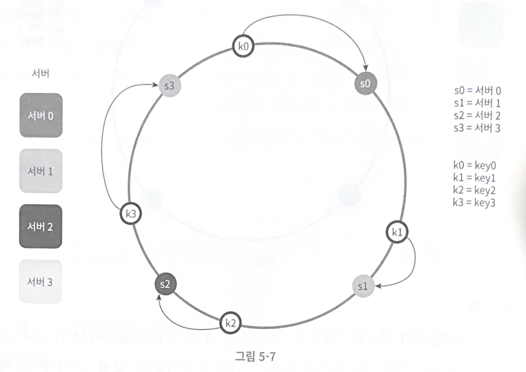 서버
서버 0
서버 1
서버 2
서버 3
k0
s0
k1
s1
k2
s2
k3
s3
s0 = 서버 0
s1 = 서버 1
s2 = 서버 2
s3 = 서버 3
k0 = key0
k1 = key1
k2 = key2
k3 = key3
그림 5-7